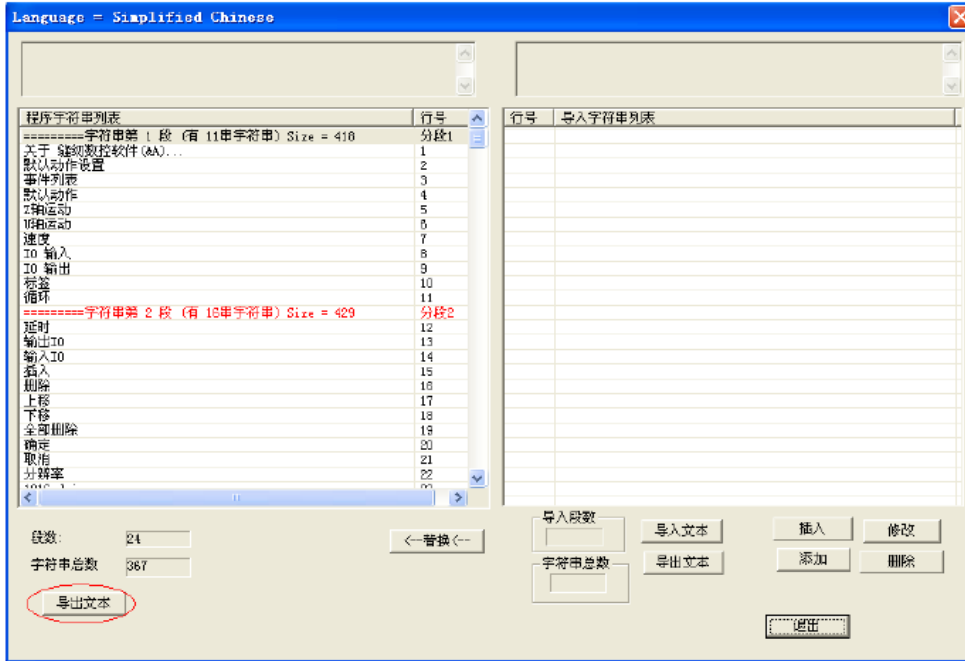 Language = Simplified Chinese
程序字符串列表 行号
=========字符串第 1 段 (有 11串字符串) Size = 418 分段1
关于 缝纫数控软件(&A)... 1
默认动作设置 2
事件列表 3
默认动作 4
Z轴运动 5
U轴运动 6
速度 7
IO 输入 8
IO 输出 9
标签 10
循环 11
=========字符串第 2 段 (有 16串字符串) Size = 429 分段2
延时 12
输出IO 13
输入IO 14
插入 15
删除 16
上移 17
下移 18
全部删除 19
确定 20
取消 21
分辨率 22
行号 导入字符串列表
段数: 24
字符串总数 367
导出文本
<--替换<--
导入段数
字符串总数
导入文本
导出文本
插入 修改
添加 删除
退出